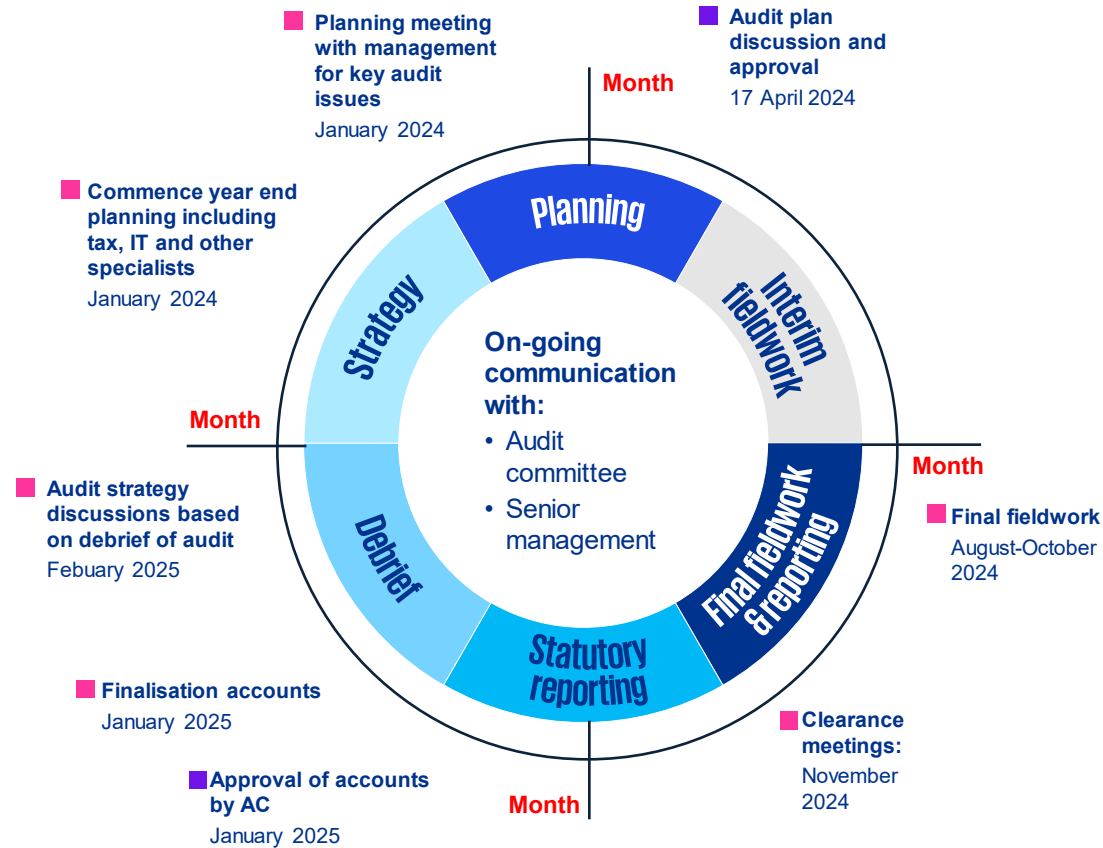 Planning meeting
with management
for key audit
issues
January 2024
Audit plan
discussion and
approval
17 April 2024
Month
Commence year end
planning including
tax, IT and other
specialists
January 2024
Planning
Interim
fieldwork
Strategy
On-going
communication
with:
• Audit
committee
• Senior
management
Month
Month
Audit strategy
discussions based
on debrief of audit
Febuary 2025
Final fieldwork
August-October
2024
Debrief
Final fieldwork
& reporting
Statutory
reporting
Finalisation accounts
January 2025
Clearance
meetings:
November
2024
Approval of accounts
by AC
January 2025
Month